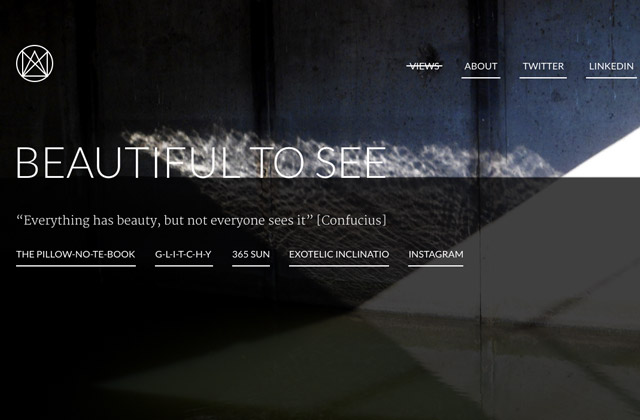 VIEWS ABOUT TWITTER LINKEDIN
BEAUTIFUL TO SEE
“Everything has beauty, but not everyone sees it” [Confucius]
THE PILLOW-NO-TE-BOOK G-L-I-T-C-H-Y 365 SUN EXOTELIC INCLINATIO INSTAGRAM